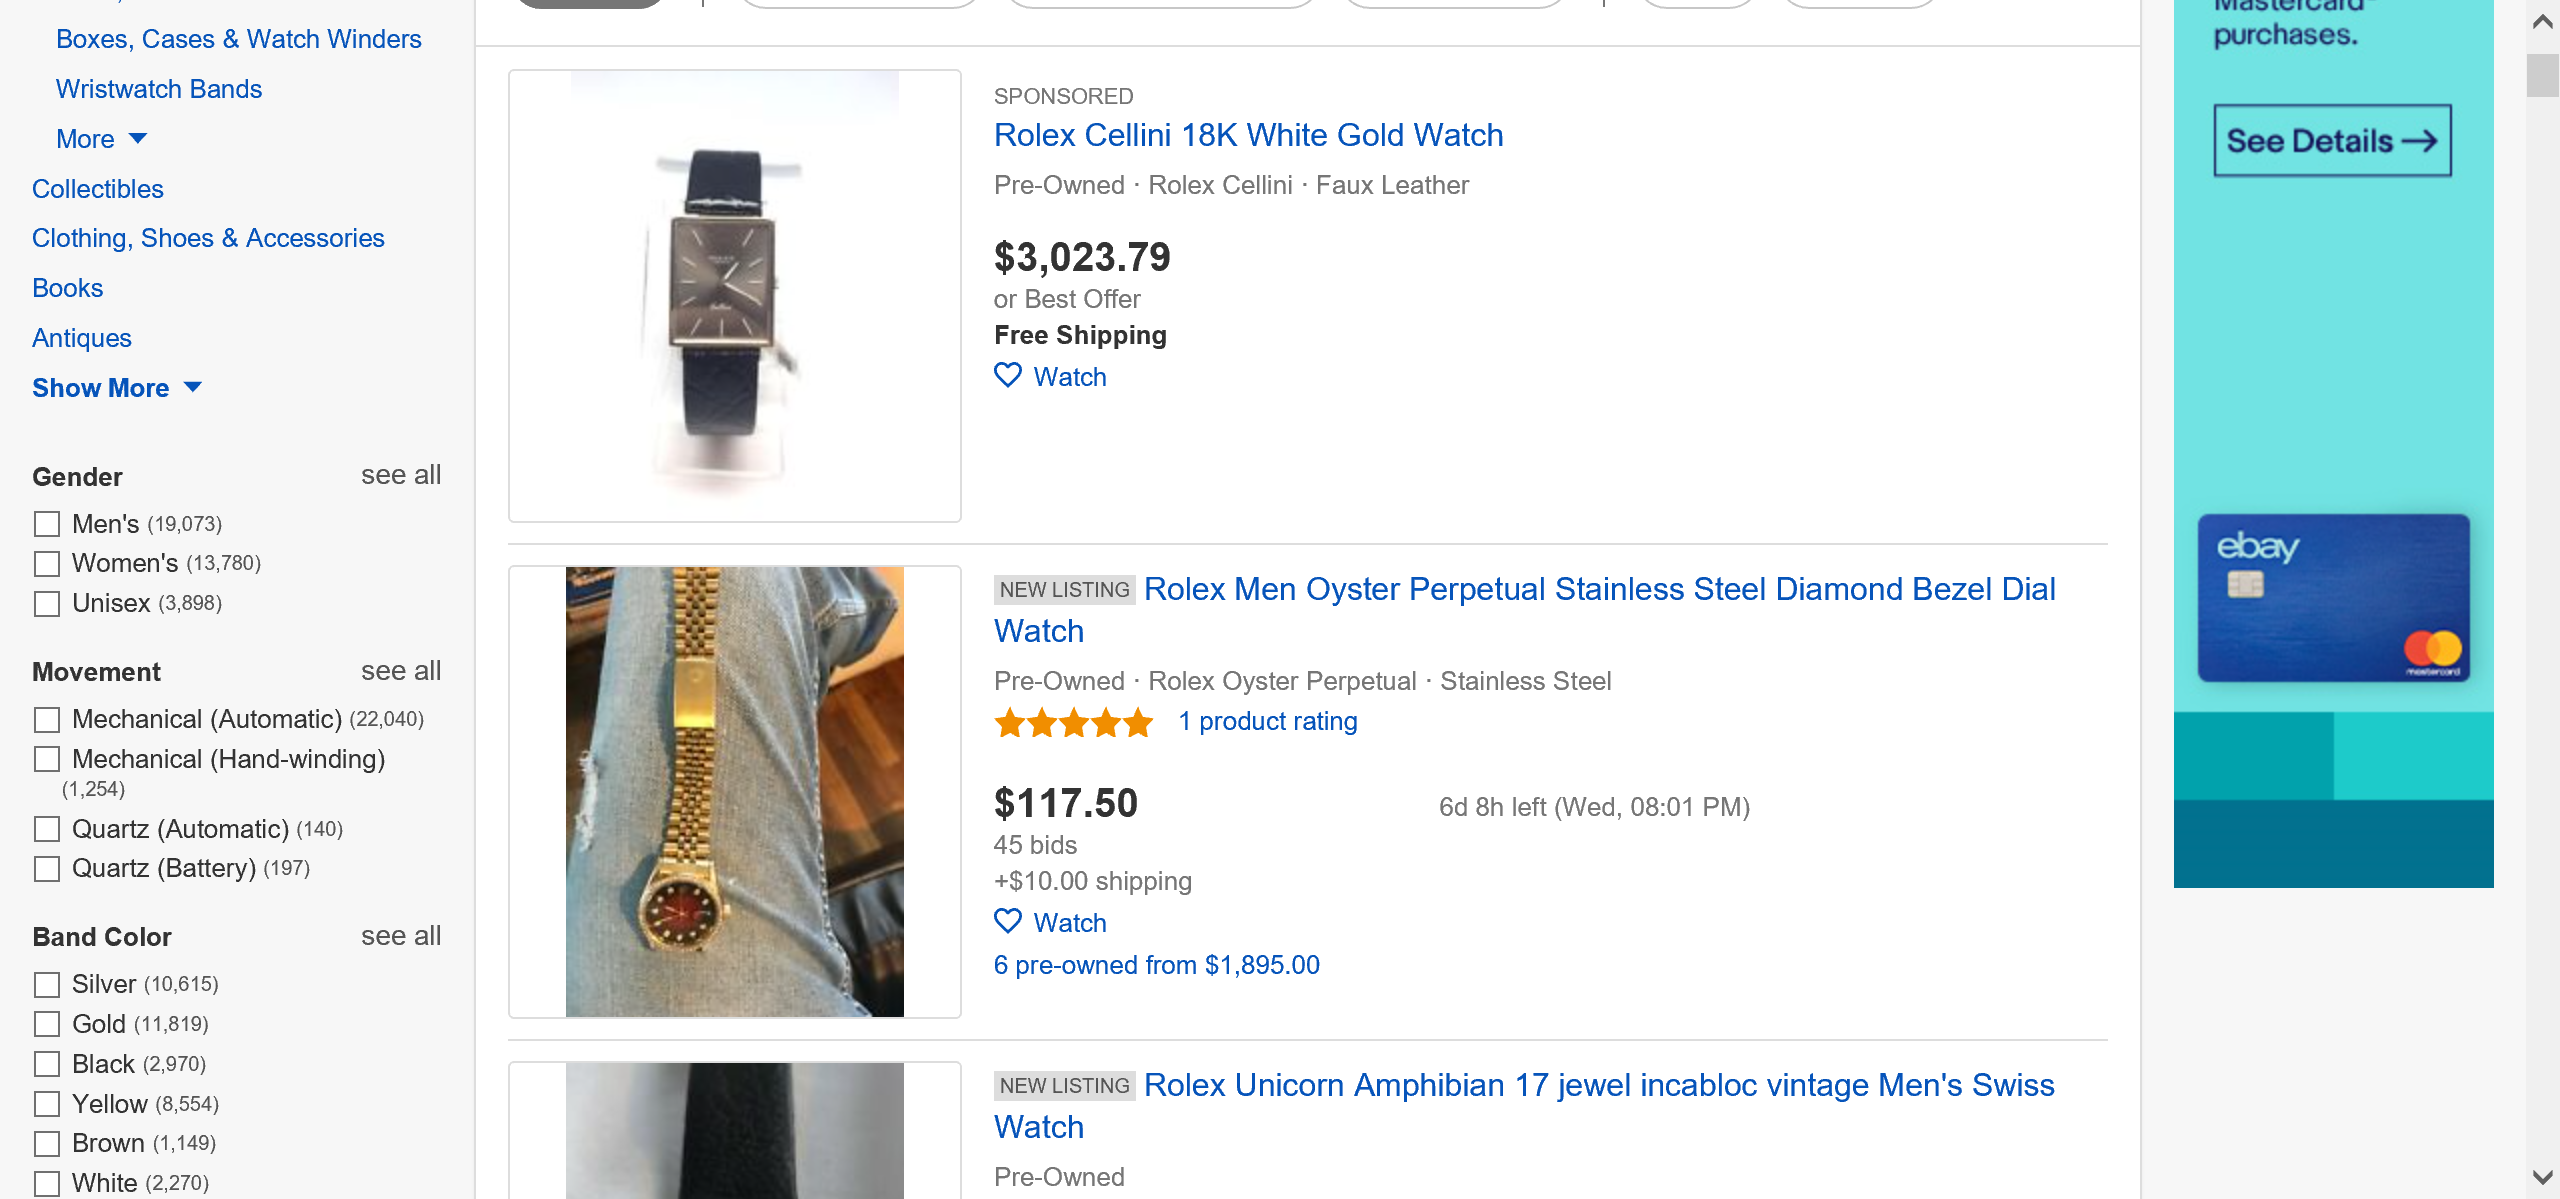 Boxes, Cases & Watch Winders
Wristwatch Bands
More
Collectibles
Clothing, Shoes & Accessories
Books
Antiques
Show More
Gender see all
Men's (19,073)
Women's (13,780)
Unisex (3,898)
Movement see all
Mechanical (Automatic) (22,040)
Mechanical (Hand-winding)
(1,254)
Quartz (Automatic) (140)
Quartz (Battery) (197)
Band Color see all
Silver (10,615)
Gold (11,819)
Black (2,970)
Yellow (8,554)
Brown (1,149)
White (2,270)
SPONSORED
Rolex Cellini 18K White Gold Watch
Pre-Owned · Rolex Cellini · Faux Leather
$3,023.79
or Best Offer
Free Shipping
Watch
NEW LISTING Rolex Men Oyster Perpetual Stainless Steel Diamond Bezel Dial
Watch
Pre-Owned · Rolex Oyster Perpetual · Stainless Steel
1 product rating
$117.50 6d 8h left (Wed, 08:01 PM)
45 bids
+$10.00 shipping
Watch
6 pre-owned from $1,895.00
NEW LISTING Rolex Unicorn Amphibian 17 jewel incabloc vintage Men's Swiss
Watch
Pre-Owned
Mastercard
purchases.
See Details →
ebay
mastercard